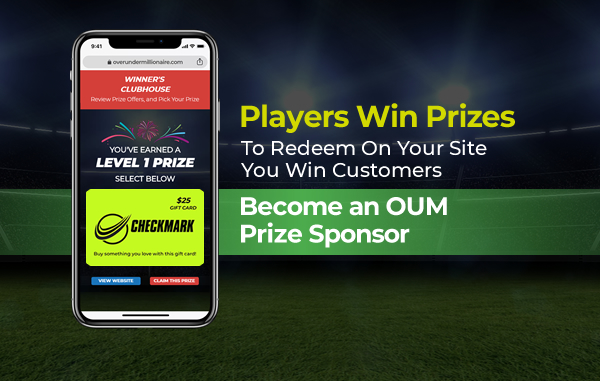 9:41
overundermillionaire.com
WINNER'S
CLUBHOUSE
Review Prize Offers, and Pick Your Prize
YOU'VE EARNED A
LEVEL 1 PRIZE
SELECT BELOW
$25
GIFT CARD
CHECKMARK
Buy something you love with this gift card!
VIEW WEBSITE
CLAIM THIS PRIZE
Players Win Prizes
To Redeem On Your Site
You Win Customers
Become an OUM
Prize Sponsor